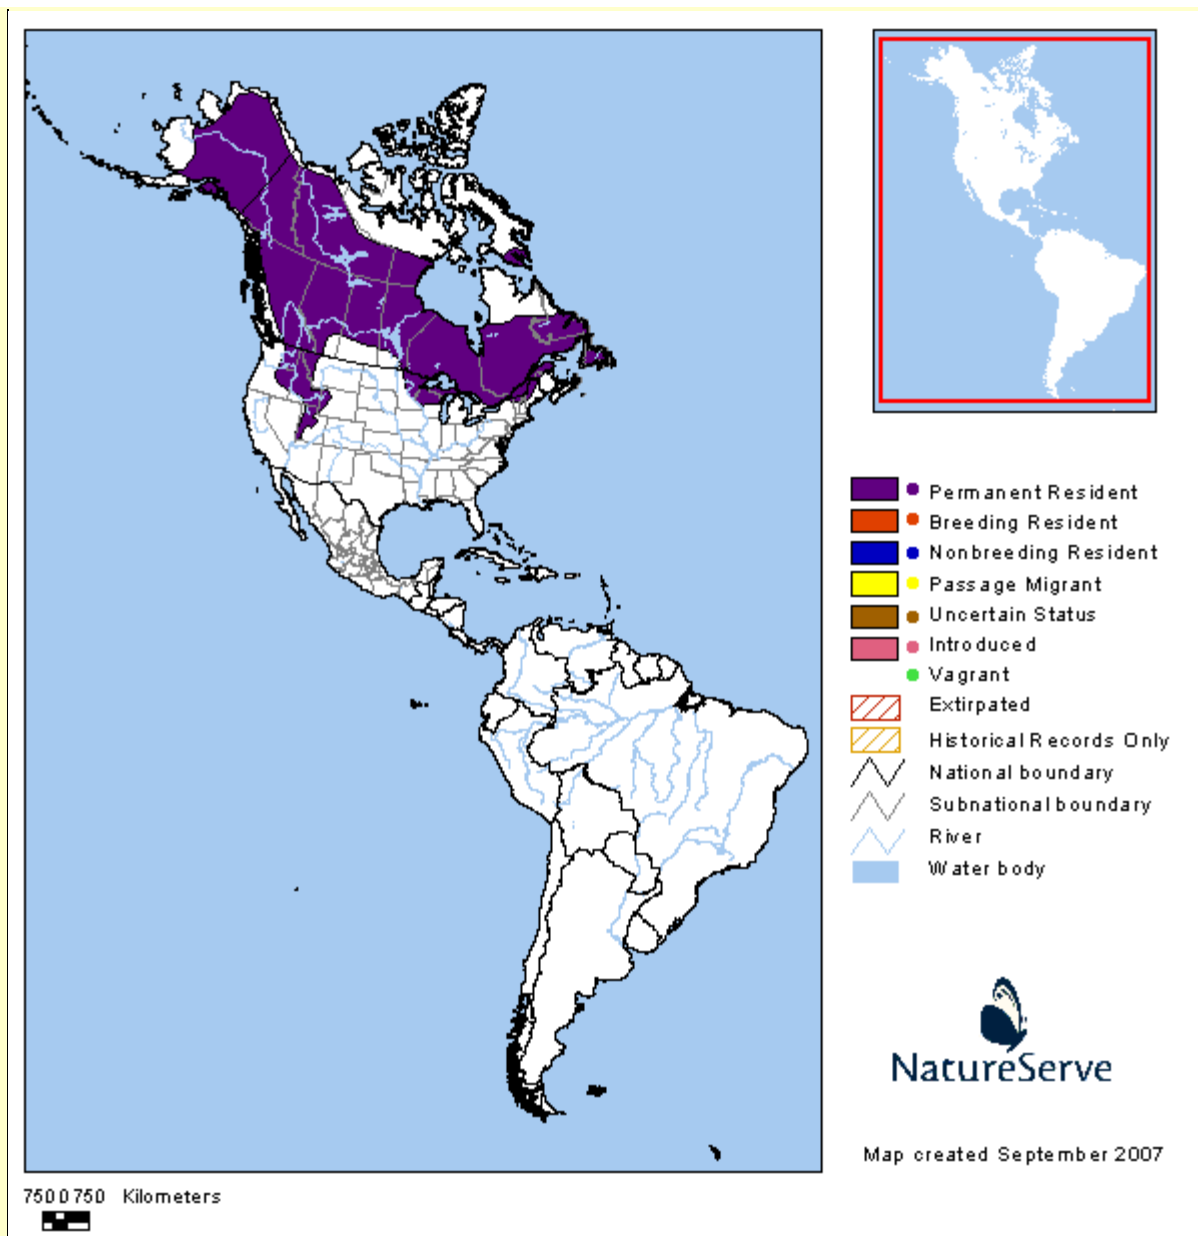 Permanent Resident
Breeding Resident
Nonbreeding Resident
Passage Migrant
Uncertain Status
Introduced
Vagrant
Extirpated
Historical Records Only
National boundary
Subnational boundary
River
Water body
NatureServe
Map created September 2007
750 0 750 Kilometers